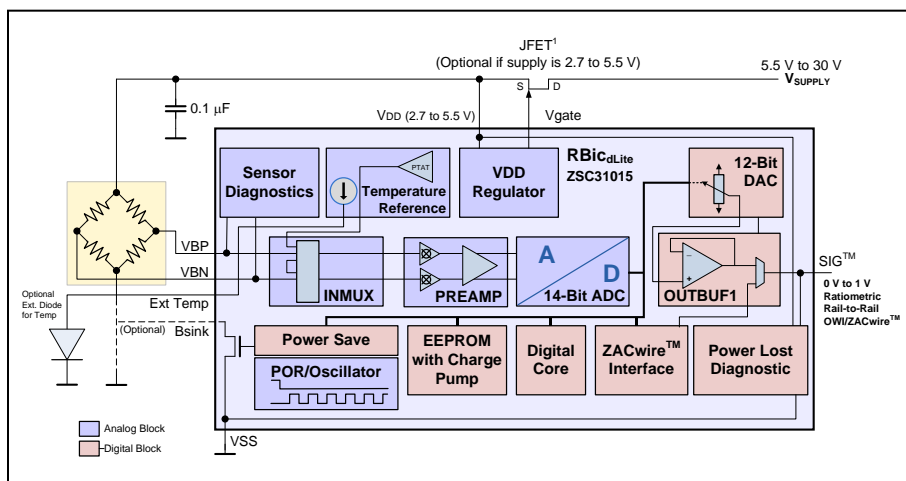 JFET1
(Optional if supply is 2.7 to 5.5 V)
5.5 V to 30 V
VSUPPLY
S
D
0.1 µF
VDD (2.7 to 5.5 V)
Vgate
Sensor
Diagnostics
PTAT
Temperature
Reference
VDD
Regulator
RBicdLite
ZSC31015
12-Bit
DAC
VBP
VBN
INMUX
PREAMP
A
D
14-Bit ADC
OUTBUF1
SIG™
0 V to 1 V
Ratiometric
Rail-to-Rail
OWI/ZACwire™
Optional
Ext. Diode
for Temp
Ext Temp
(Optional)
Bsink
Power Save
POR/Oscillator
EEPROM
with Charge
Pump
Digital
Core
ZACwire™
Interface
Power Lost
Diagnostic
Analog Block
Digital Block
VSS